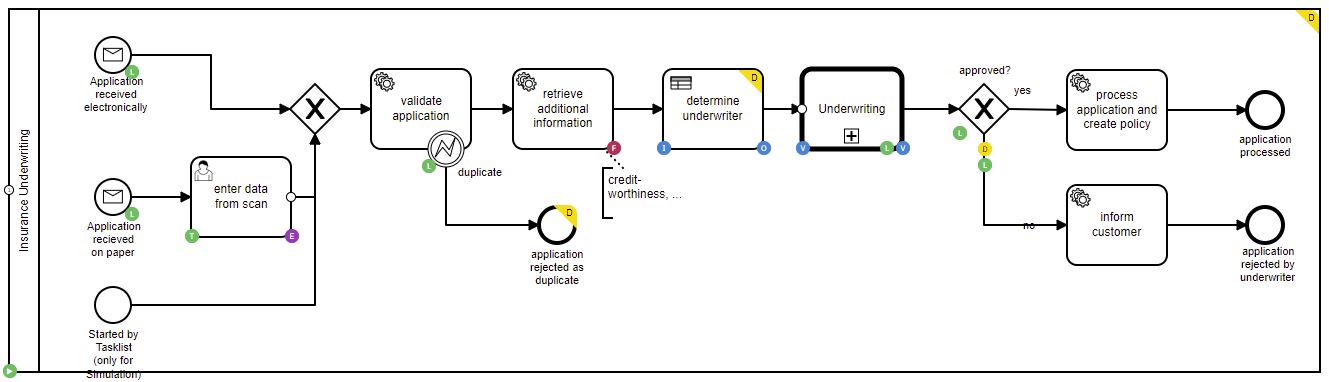 Insurance Underwriting
Application
received
electronically
L
Application
recieved
on paper
L
Started by
Tasklist
(only for
Simulation)
enter data
from scan
T
E
X
validate
application
L
duplicate
D
application
rejected as
duplicate
retrieve
additional
information
F
credit-
worthiness, ...
D
determine
underwriter
I
O
Underwriting
V
L
V
approved?
X
L
D
L
yes
no
process
application and
create policy
application
processed
inform
customer
application
rejected by
underwriter
D